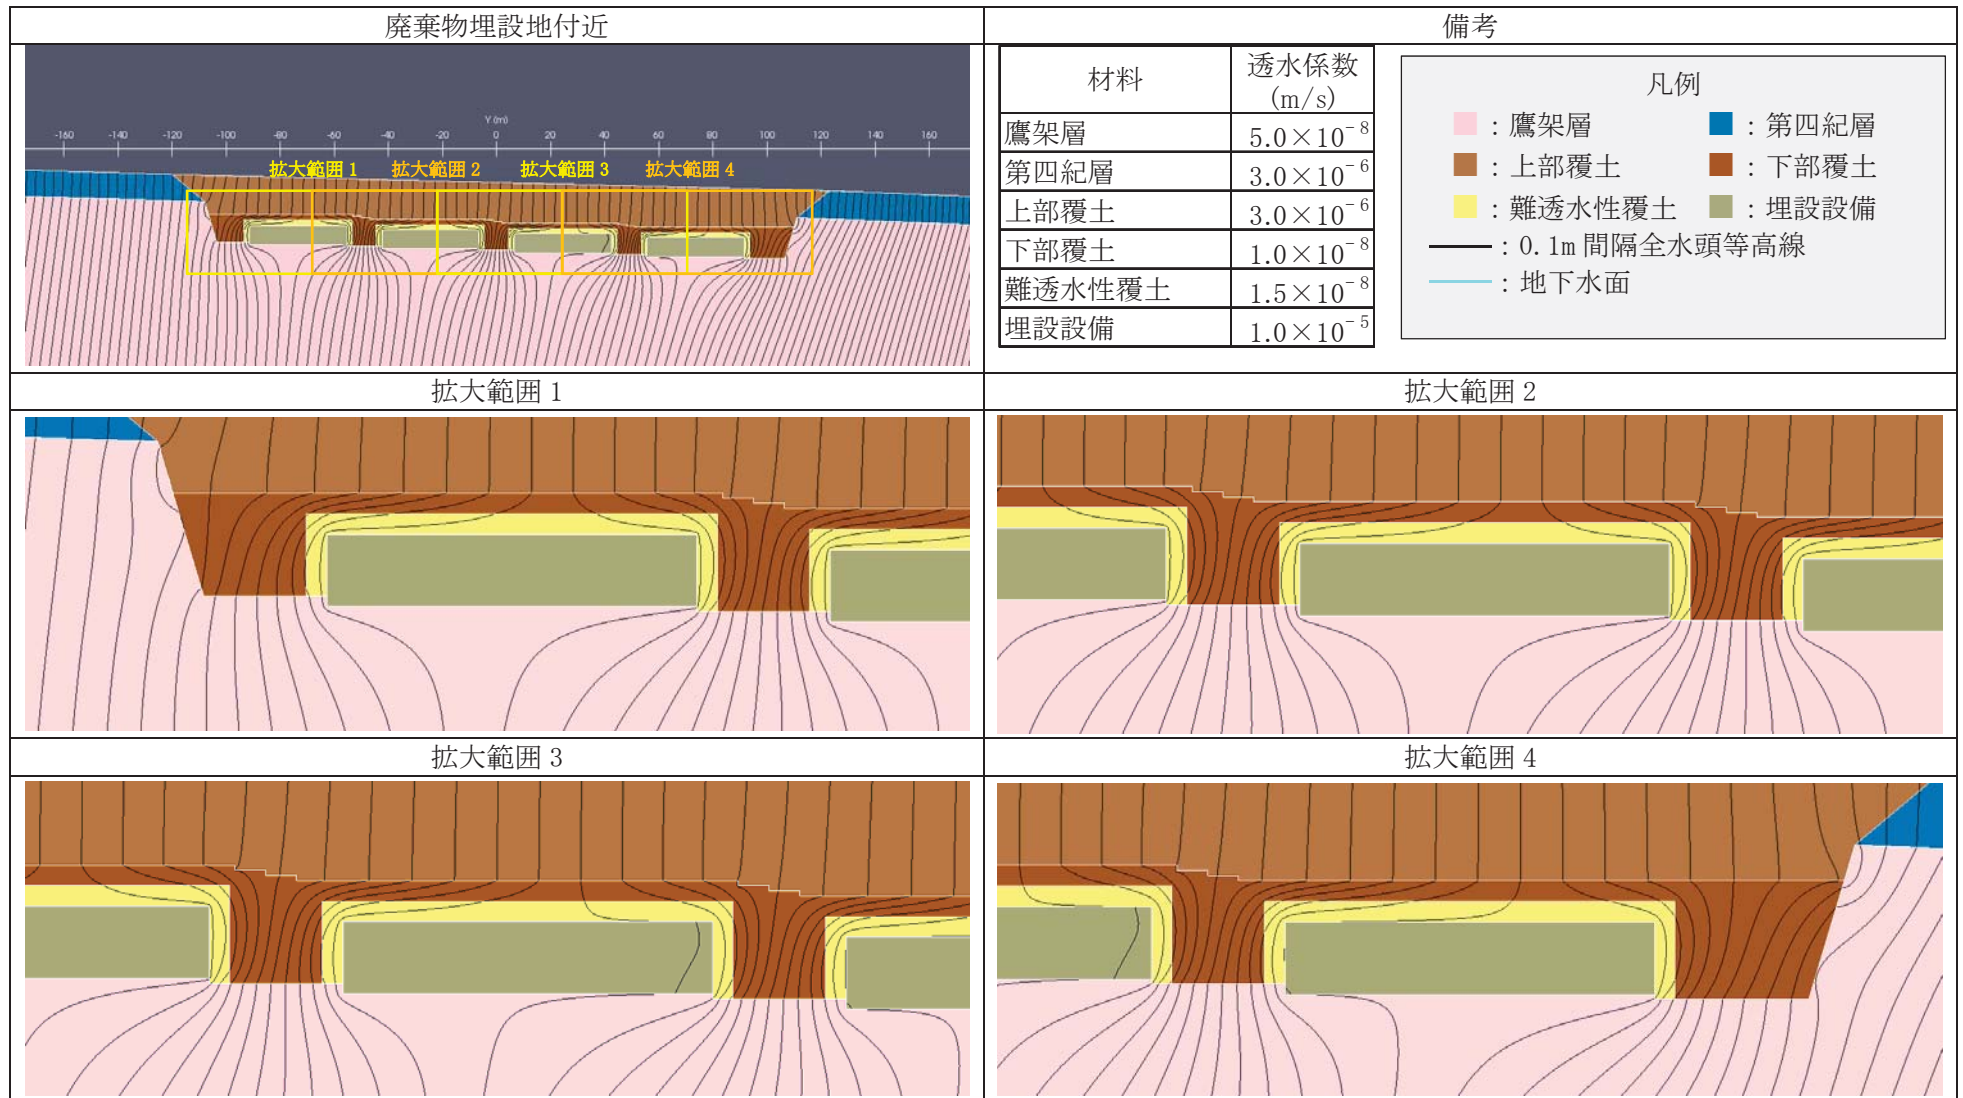 廃棄物埋設地付近
備考
Y (m)
-160 -140 -120 -100 -80 -60 -40 -20 0 20 40 60 80 100 120 140 160
拡大範囲 1 拡大範囲 2 拡大範囲 3 拡大範囲 4
材料 透水係数 (m/s)
鷹架層 5.0×10⁻⁸
第四紀層 3.0×10⁻⁶
上部覆土 3.0×10⁻⁶
下部覆土 1.0×10⁻⁸
難透水性覆土 1.5×10⁻⁸
埋設設備 1.0×10⁻⁵
凡例
：鷹架層 ：第四紀層
：上部覆土 ：下部覆土
：難透水性覆土 ：埋設設備
：0.1m 間隔全水頭等高線
：地下水面
拡大範囲 1
拡大範囲 2
拡大範囲 3
拡大範囲 4